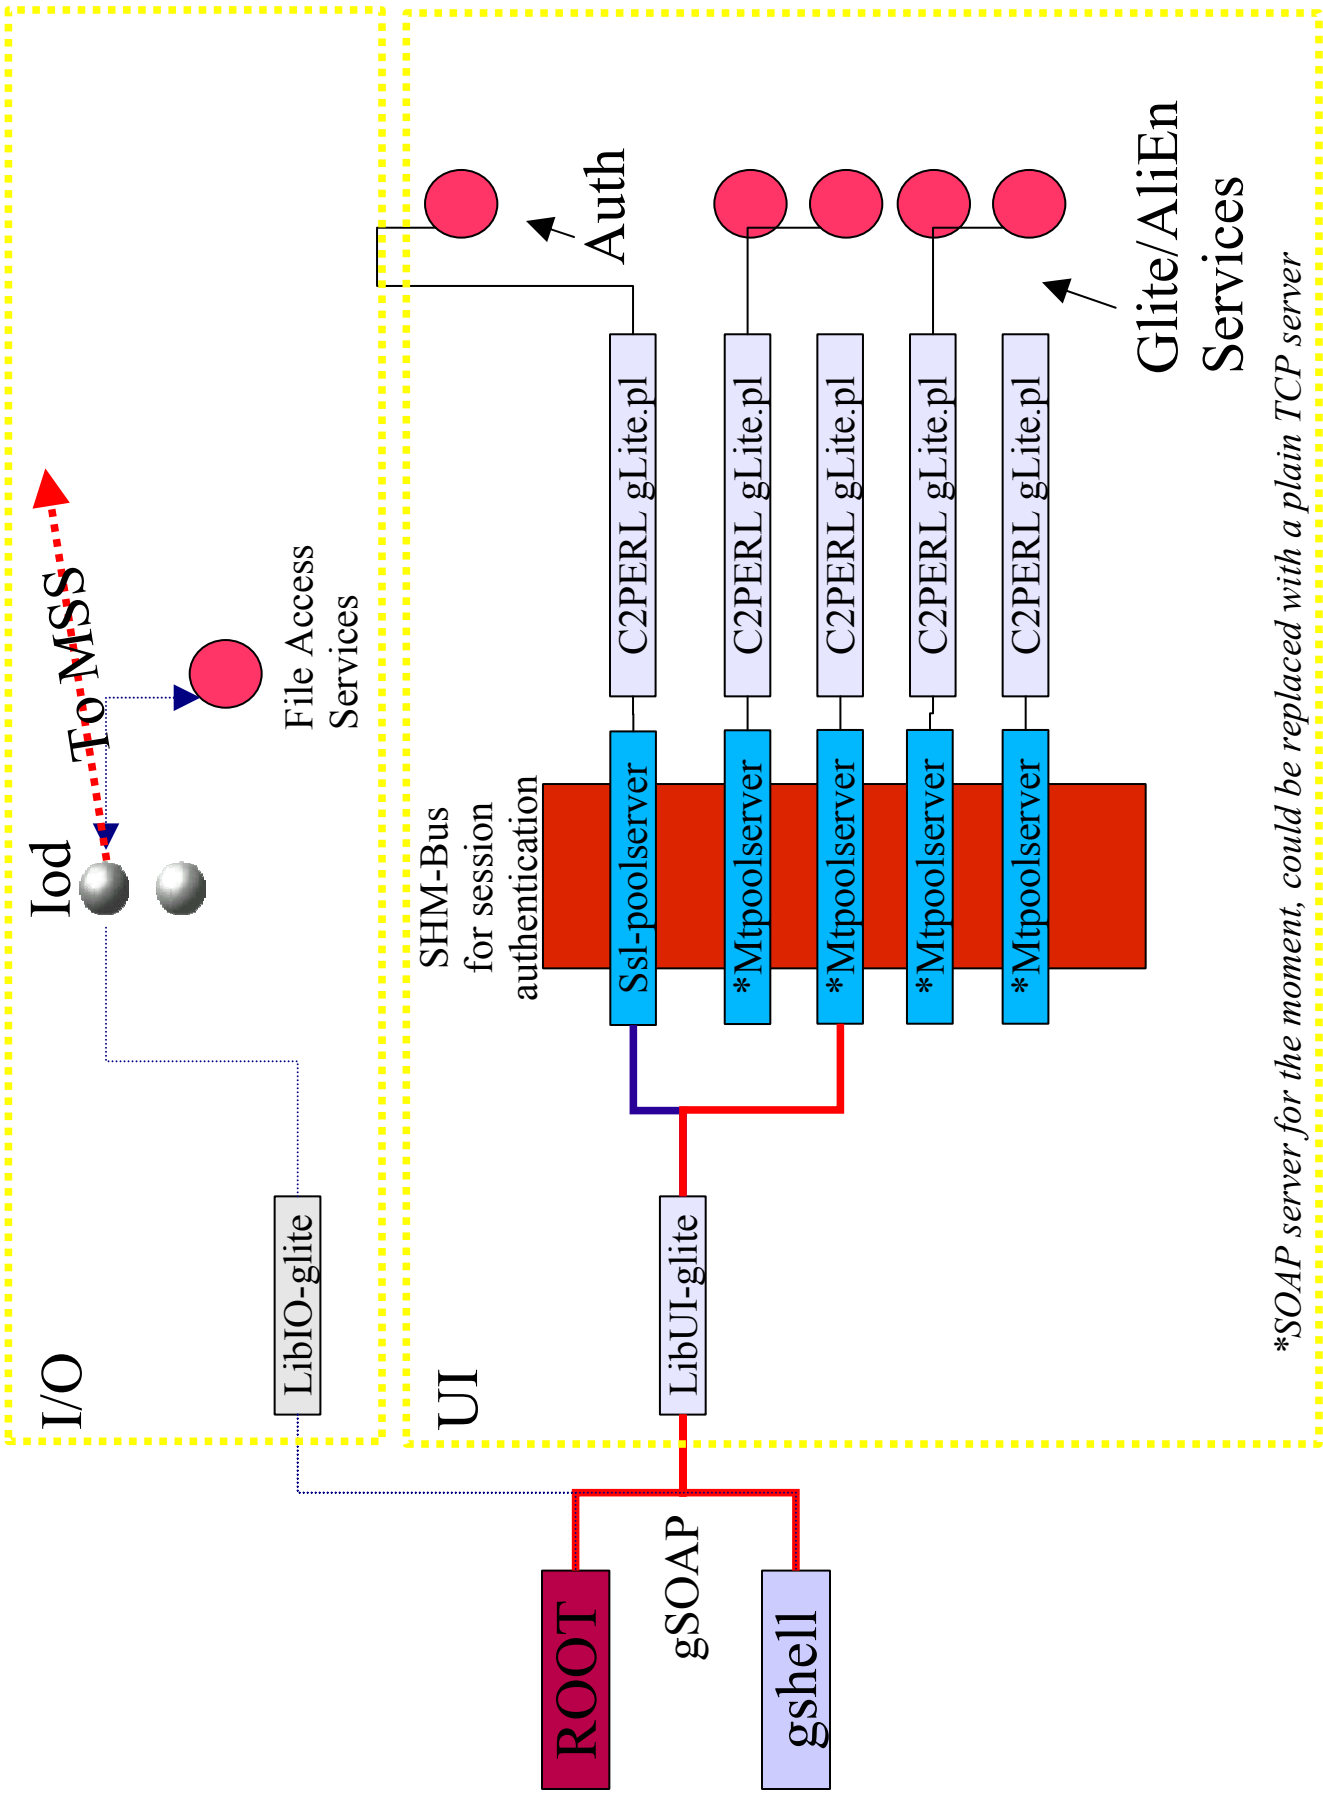 I/O
LibIO-glite
Iod
To MSS
File Access
Services
UI
LibUI-glite
SHM-Bus
for session
authentication
Ssl-poolserver
C2PERL gLite.pl
Auth
*Mtpoolserver
C2PERL gLite.pl
*Mtpoolserver
C2PERL gLite.pl
*Mtpoolserver
C2PERL gLite.pl
*Mtpoolserver
C2PERL gLite.pl
Glite/AliEn
Services
ROOT
gSOAP
gshell
*SOAP server for the moment, could be replaced with a plain TCP server